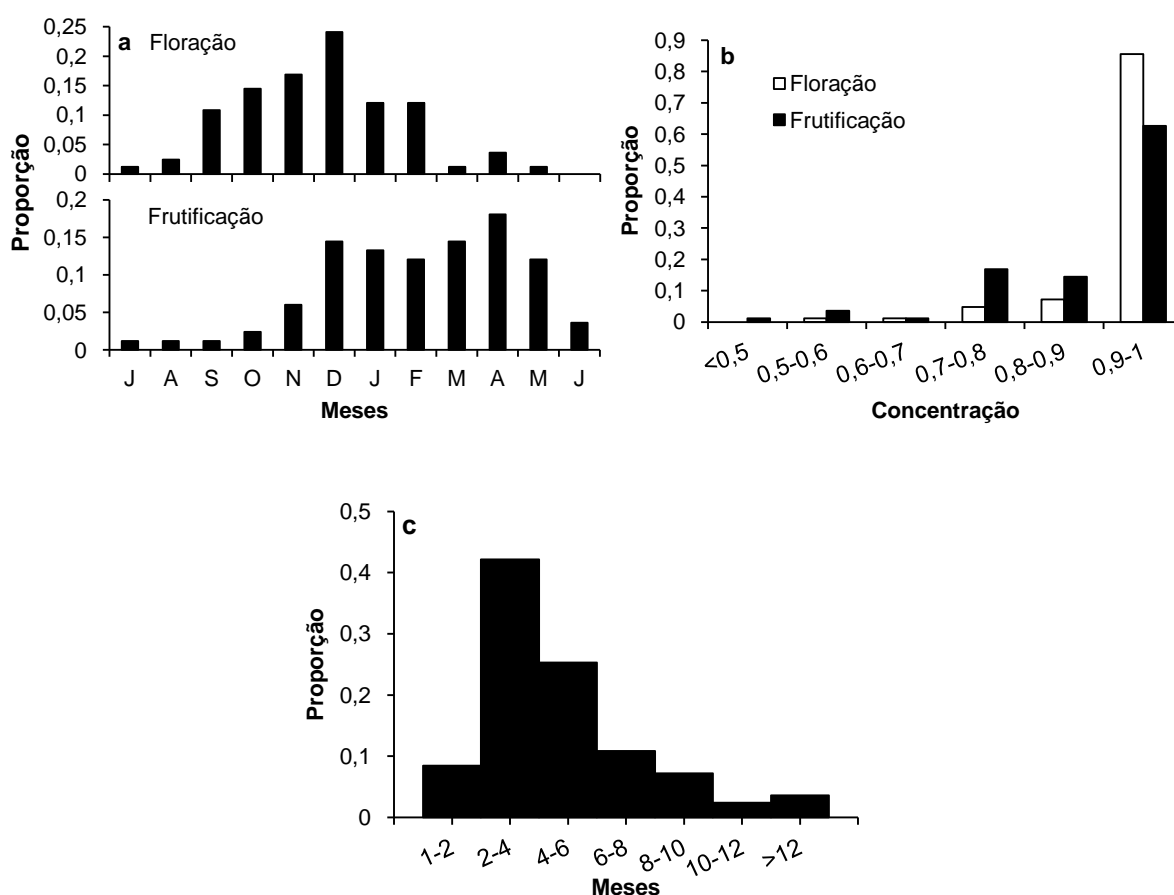 a Floração
0,25
0,2
0,15
0,1
0,05
0
Proporção
Frutificação
0,2
0,15
0,1
0,05
0
J A S O N D J F M A M J
Meses
b
0,9
0,8
0,7
0,6
0,5
0,4
0,3
0,2
0,1
0
Proporção
Floração
Frutificação
<0,5 0,5-0,6 0,6-0,7 0,7-0,8 0,8-0,9 0,9-1
Concentração
c
0,5
0,4
0,3
0,2
0,1
0
Proporção
1-2 2-4 4-6 6-8 8-10 10-12 >12
Meses